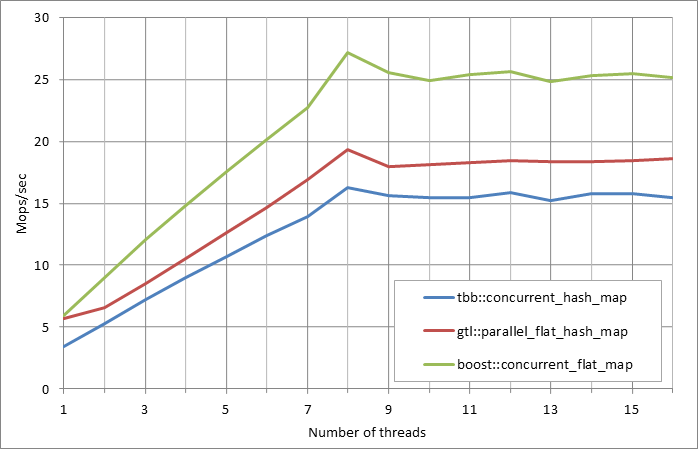 30
25
20
15
10
5
0
Mops/sec
tbb::concurrent_hash_map
gtl::parallel_flat_hash_map
boost::concurrent_flat_map
1 3 5 7 9 11 13 15
Number of threads